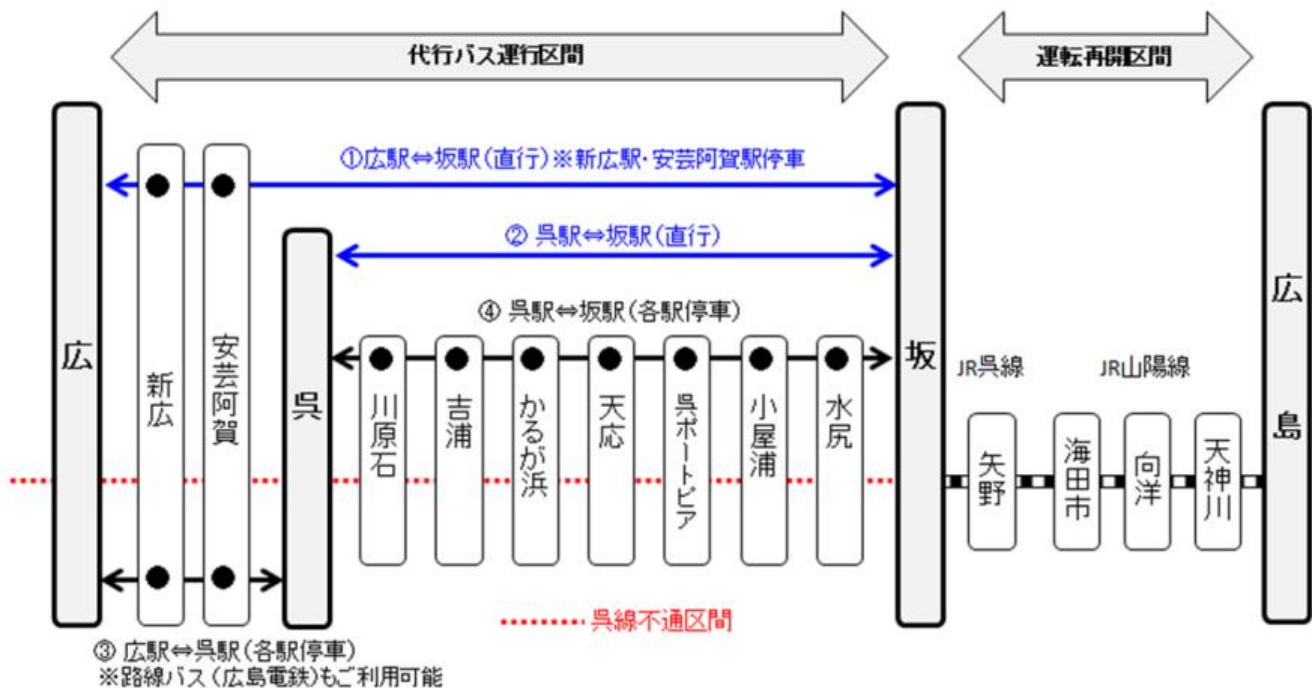 代行バス運行区間
運転再開区間
①広駅⇔坂駅(直行)※新広駅・安芸阿賀駅停車
② 呉駅⇔坂駅(直行)
④ 呉駅⇔坂駅(各駅停車)
広
新広
安芸阿賀
呉
川原石
吉浦
かるが浜
天応
呉ポートピア
小屋浦
水尻
坂
JR呉線
JR山陽線
矢野
海田市
向洋
天神川
広島
呉線不通区間
③ 広駅⇔呉駅(各駅停車)
※路線バス(広島電鉄)もご利用可能